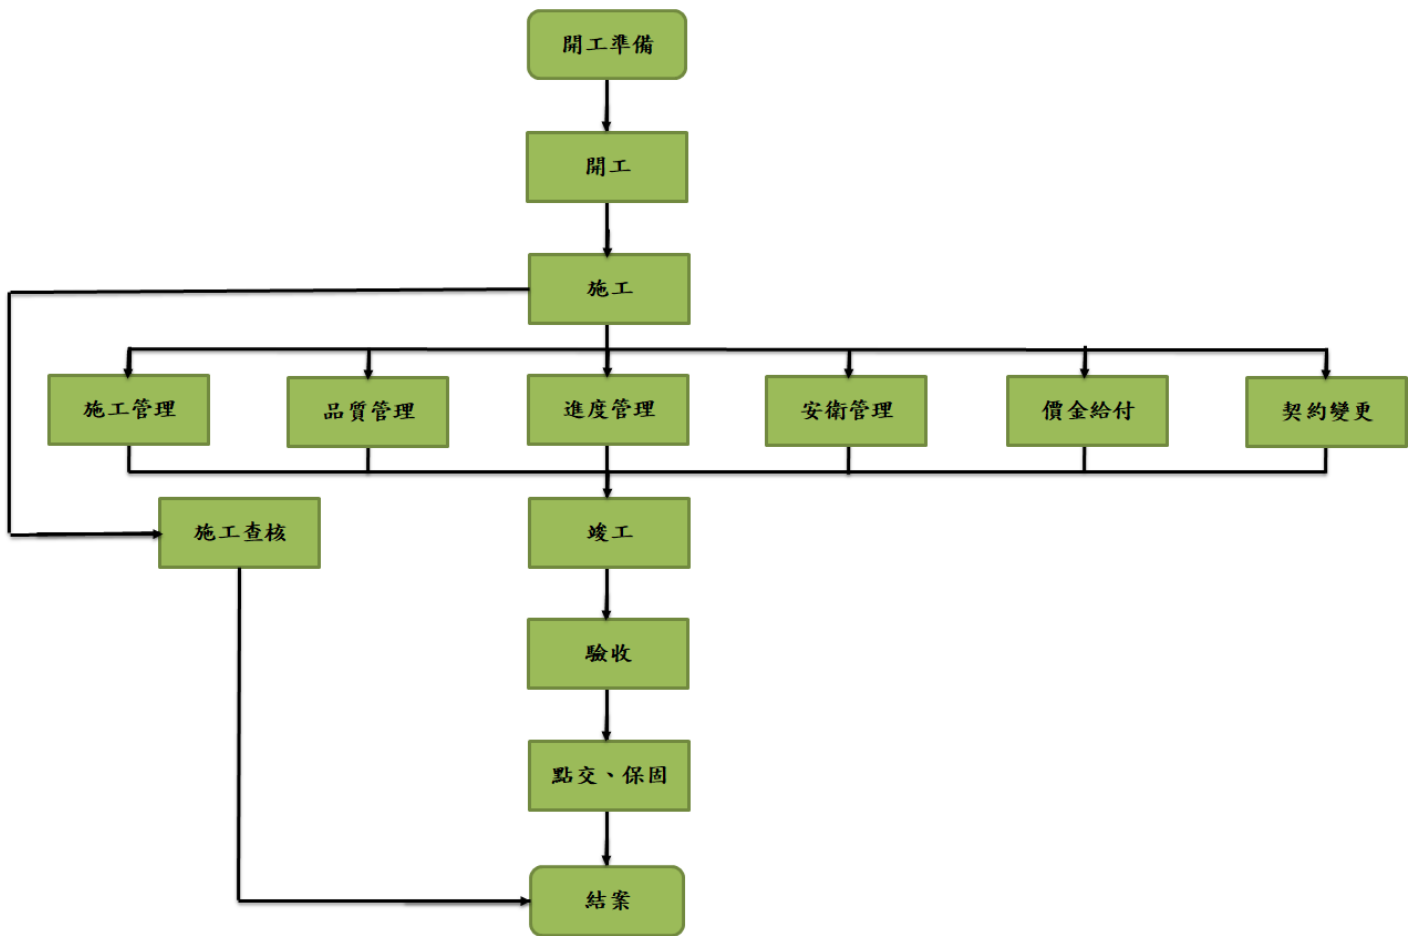 開工準備
開工
施工
施工管理
品質管理
進度管理
安衛管理
價金給付
契約變更
施工查核
竣工
驗收
點交、保固
結案